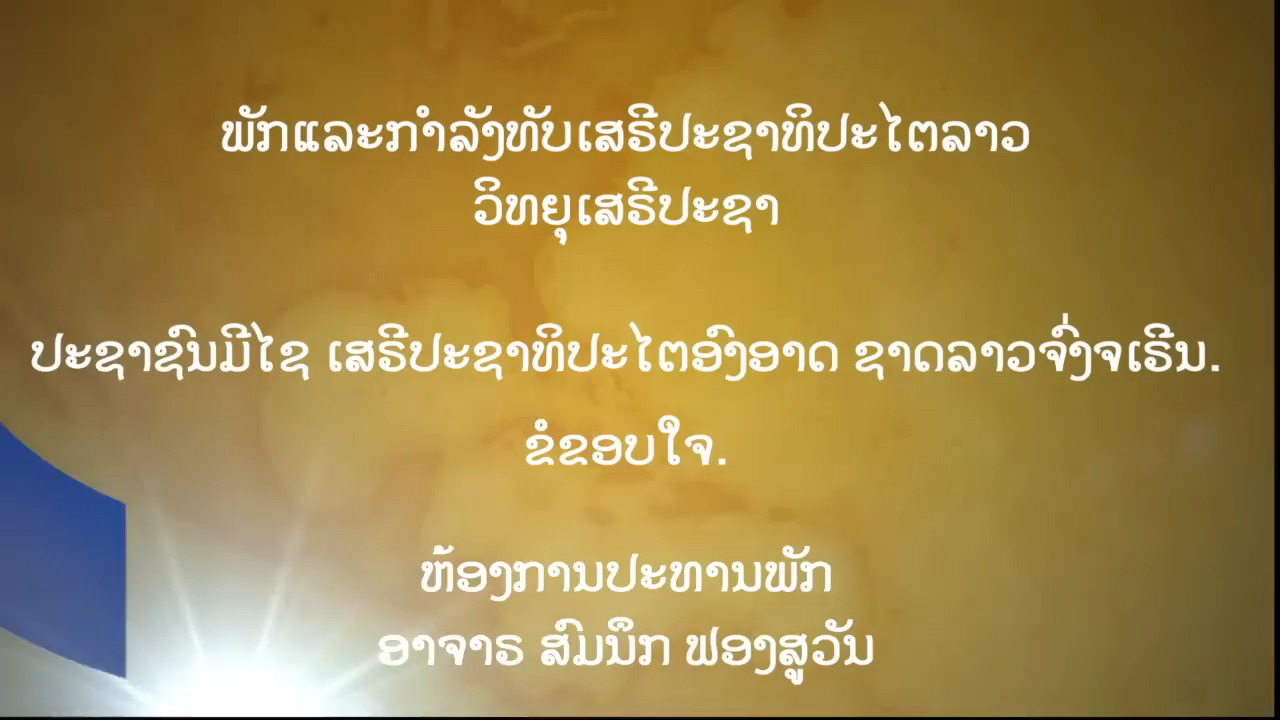 ພັກແລະກຳລັງທັບເສຣີປະຊາທິປະໄຕລາວ
ວິທຍຸເສຣີປະຊາ
ປະຊາຊົນມີໄຊ ເສຣີປະຊາທິປະໄຕອົງອາດ ຊາດລາວຈົ່ງຈເຣີນ.
ຂໍຂອບໃຈ.
ຫ້ອງການປະທານພັກ
ອາຈາຣ ສົມນຶກ ຟອງສູວັນ